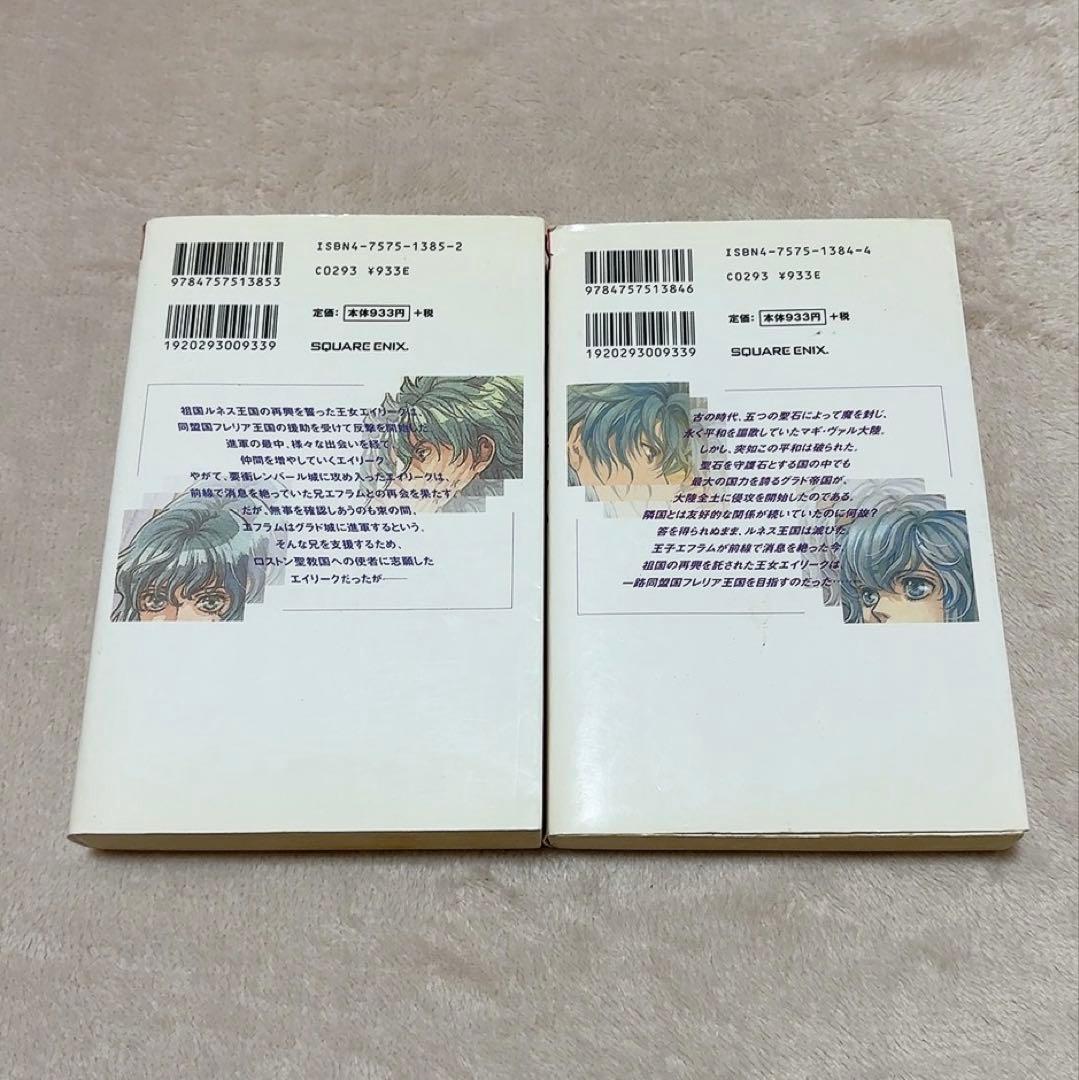 ISBN4-7575-1385-2
C0293 ¥933E
9784757513853
定価: 本体933円 +税
1920293009339
SQUARE ENIX.
祖国ルネス王国の再興を誓った王女エイリークは、
同盟国フレリア王国の援助を受けて反撃を開始した。
進軍の最中、様々な出会いを経て、
仲間を増やしていくエイリーク。
やがて、要衝レンバール城に攻め入ったエイリークは、
前線で消息を絶っていた兄エフラムとの再会を果たす。
だが、無事を確認しあうのも束の間、
エフラムはグラド城に進軍するという。
そんな兄を支援するため、
ロストン聖教国への使者に志願した
エイリークだったが——
ISBN4-7575-1384-4
C0293 ¥933E
9784757513846
定価: 本体933円 +税
1920293009339
SQUARE ENIX.
古の時代、五つの聖石によって魔を封じ、
永く平和を謳歌していたマギ・ヴァル大陸。
しかし、突如この平和は破られた。
聖石を守護石とする国の中でも
最大の国力を誇るグラド帝国が、
大陸全土に侵攻を開始したのである。
隣国とは友好的な関係が続いていたのに何故?
答を得られぬまま、ルネス王国は滅びた。
王子エフラムが前線で消息を絶った今、
祖国の再興を託された王女エイリークは、
一路同盟国フレリア王国を目指すのだった……